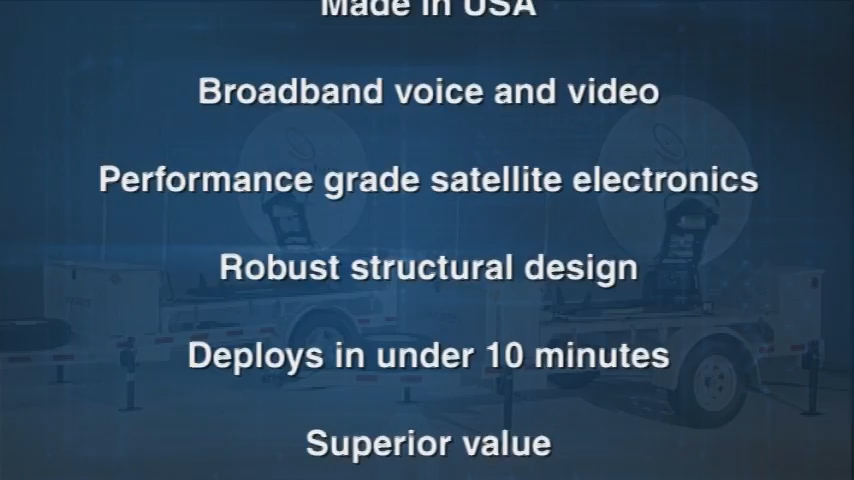 Made in USA
Broadband voice and video
Performance grade satellite electronics
Robust structural design
Deploys in under 10 minutes
Superior value